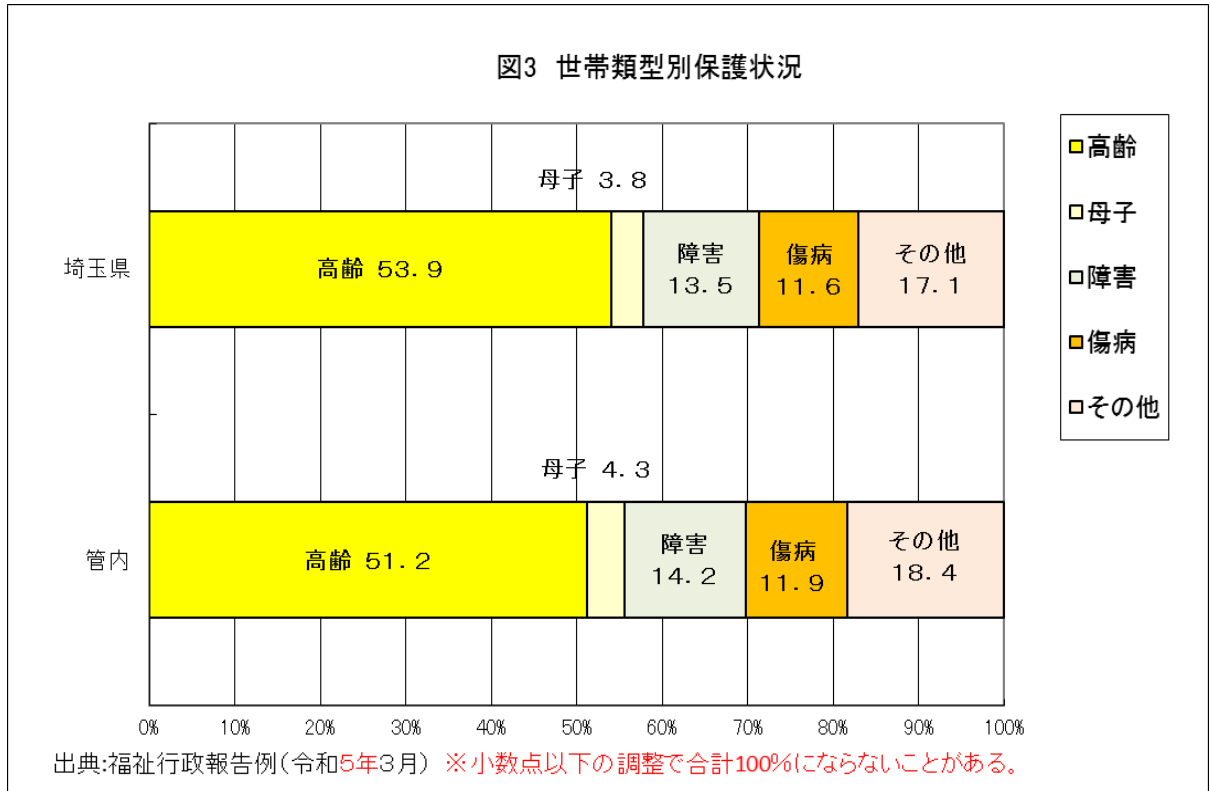 図3 世帯類型別保護状況
高齢
母子
障害
傷病
その他
母子 3.8
埼玉県
高齢 53.9
障害
13.5
傷病
11.6
その他
17.1
母子 4.3
管内
高齢 51.2
障害
14.2
傷病
11.9
その他
18.4
0% 10% 20% 30% 40% 50% 60% 70% 80% 90% 100%
出典:福祉行政報告例(令和5年3月) ※小数点以下の調整で合計100%にならないことがある。